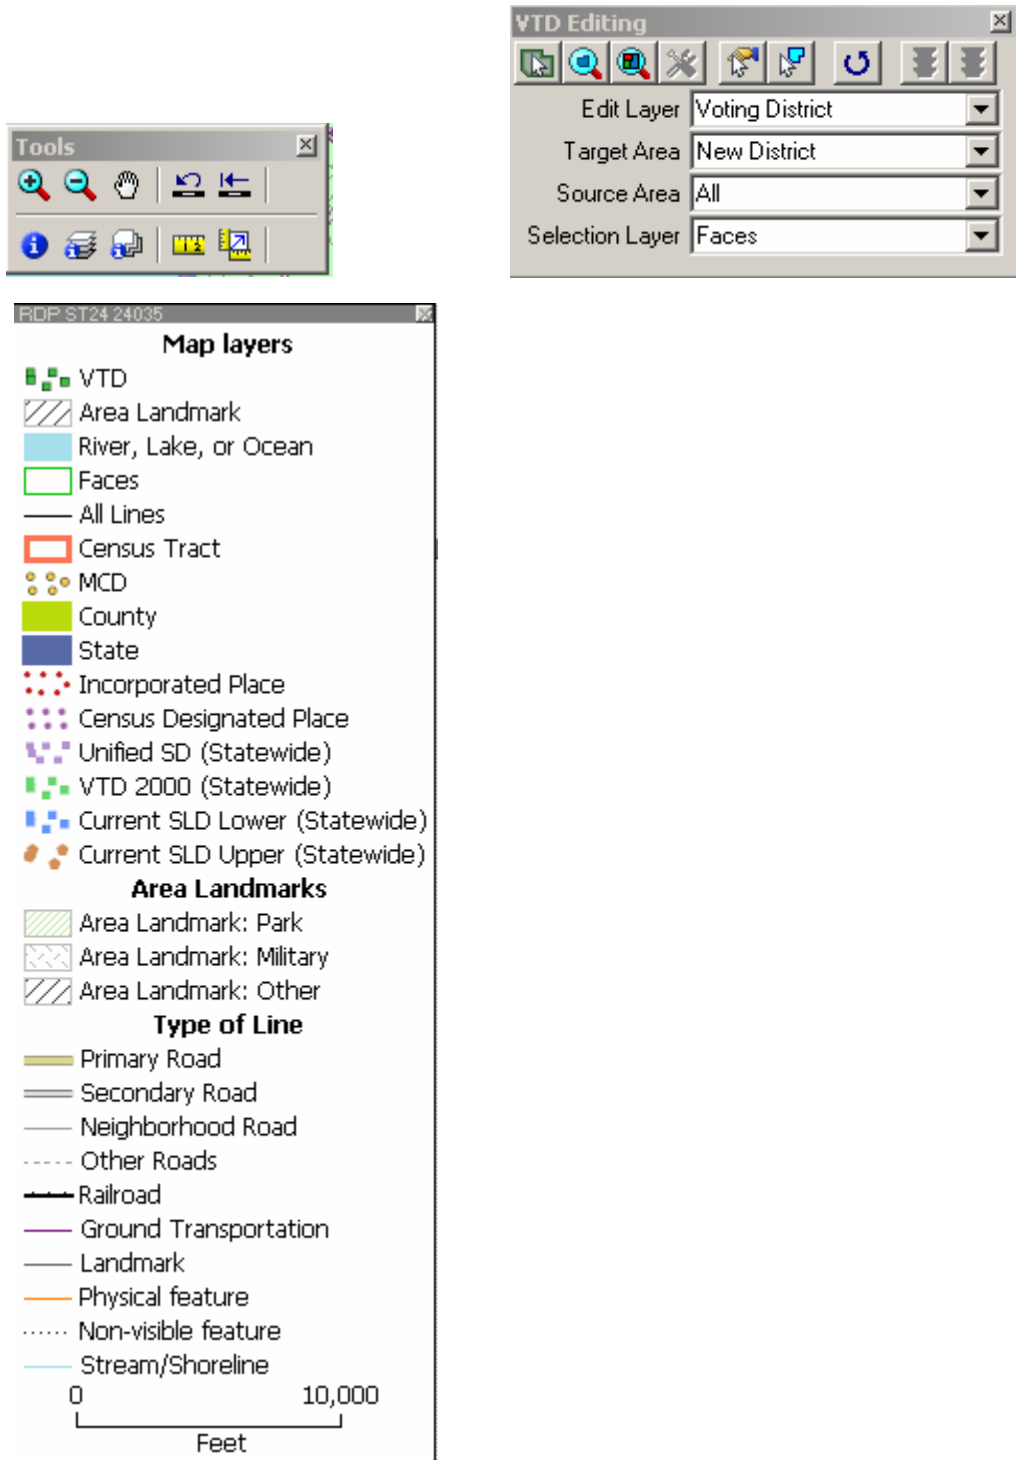 VTD Editing
Edit Layer Voting District
Target Area New District
Source Area All
Selection Layer Faces
Tools
RDP ST24 24035
Map layers
VTD
Area Landmark
River, Lake, or Ocean
Faces
All Lines
Census Tract
MCD
County
State
Incorporated Place
Census Designated Place
Unified SD (Statewide)
VTD 2000 (Statewide)
Current SLD Lower (Statewide)
Current SLD Upper (Statewide)
Area Landmarks
Area Landmark: Park
Area Landmark: Military
Area Landmark: Other
Type of Line
Primary Road
Secondary Road
Neighborhood Road
Other Roads
Railroad
Ground Transportation
Landmark
Physical feature
Non-visible feature
Stream/Shoreline
0 10,000
Feet